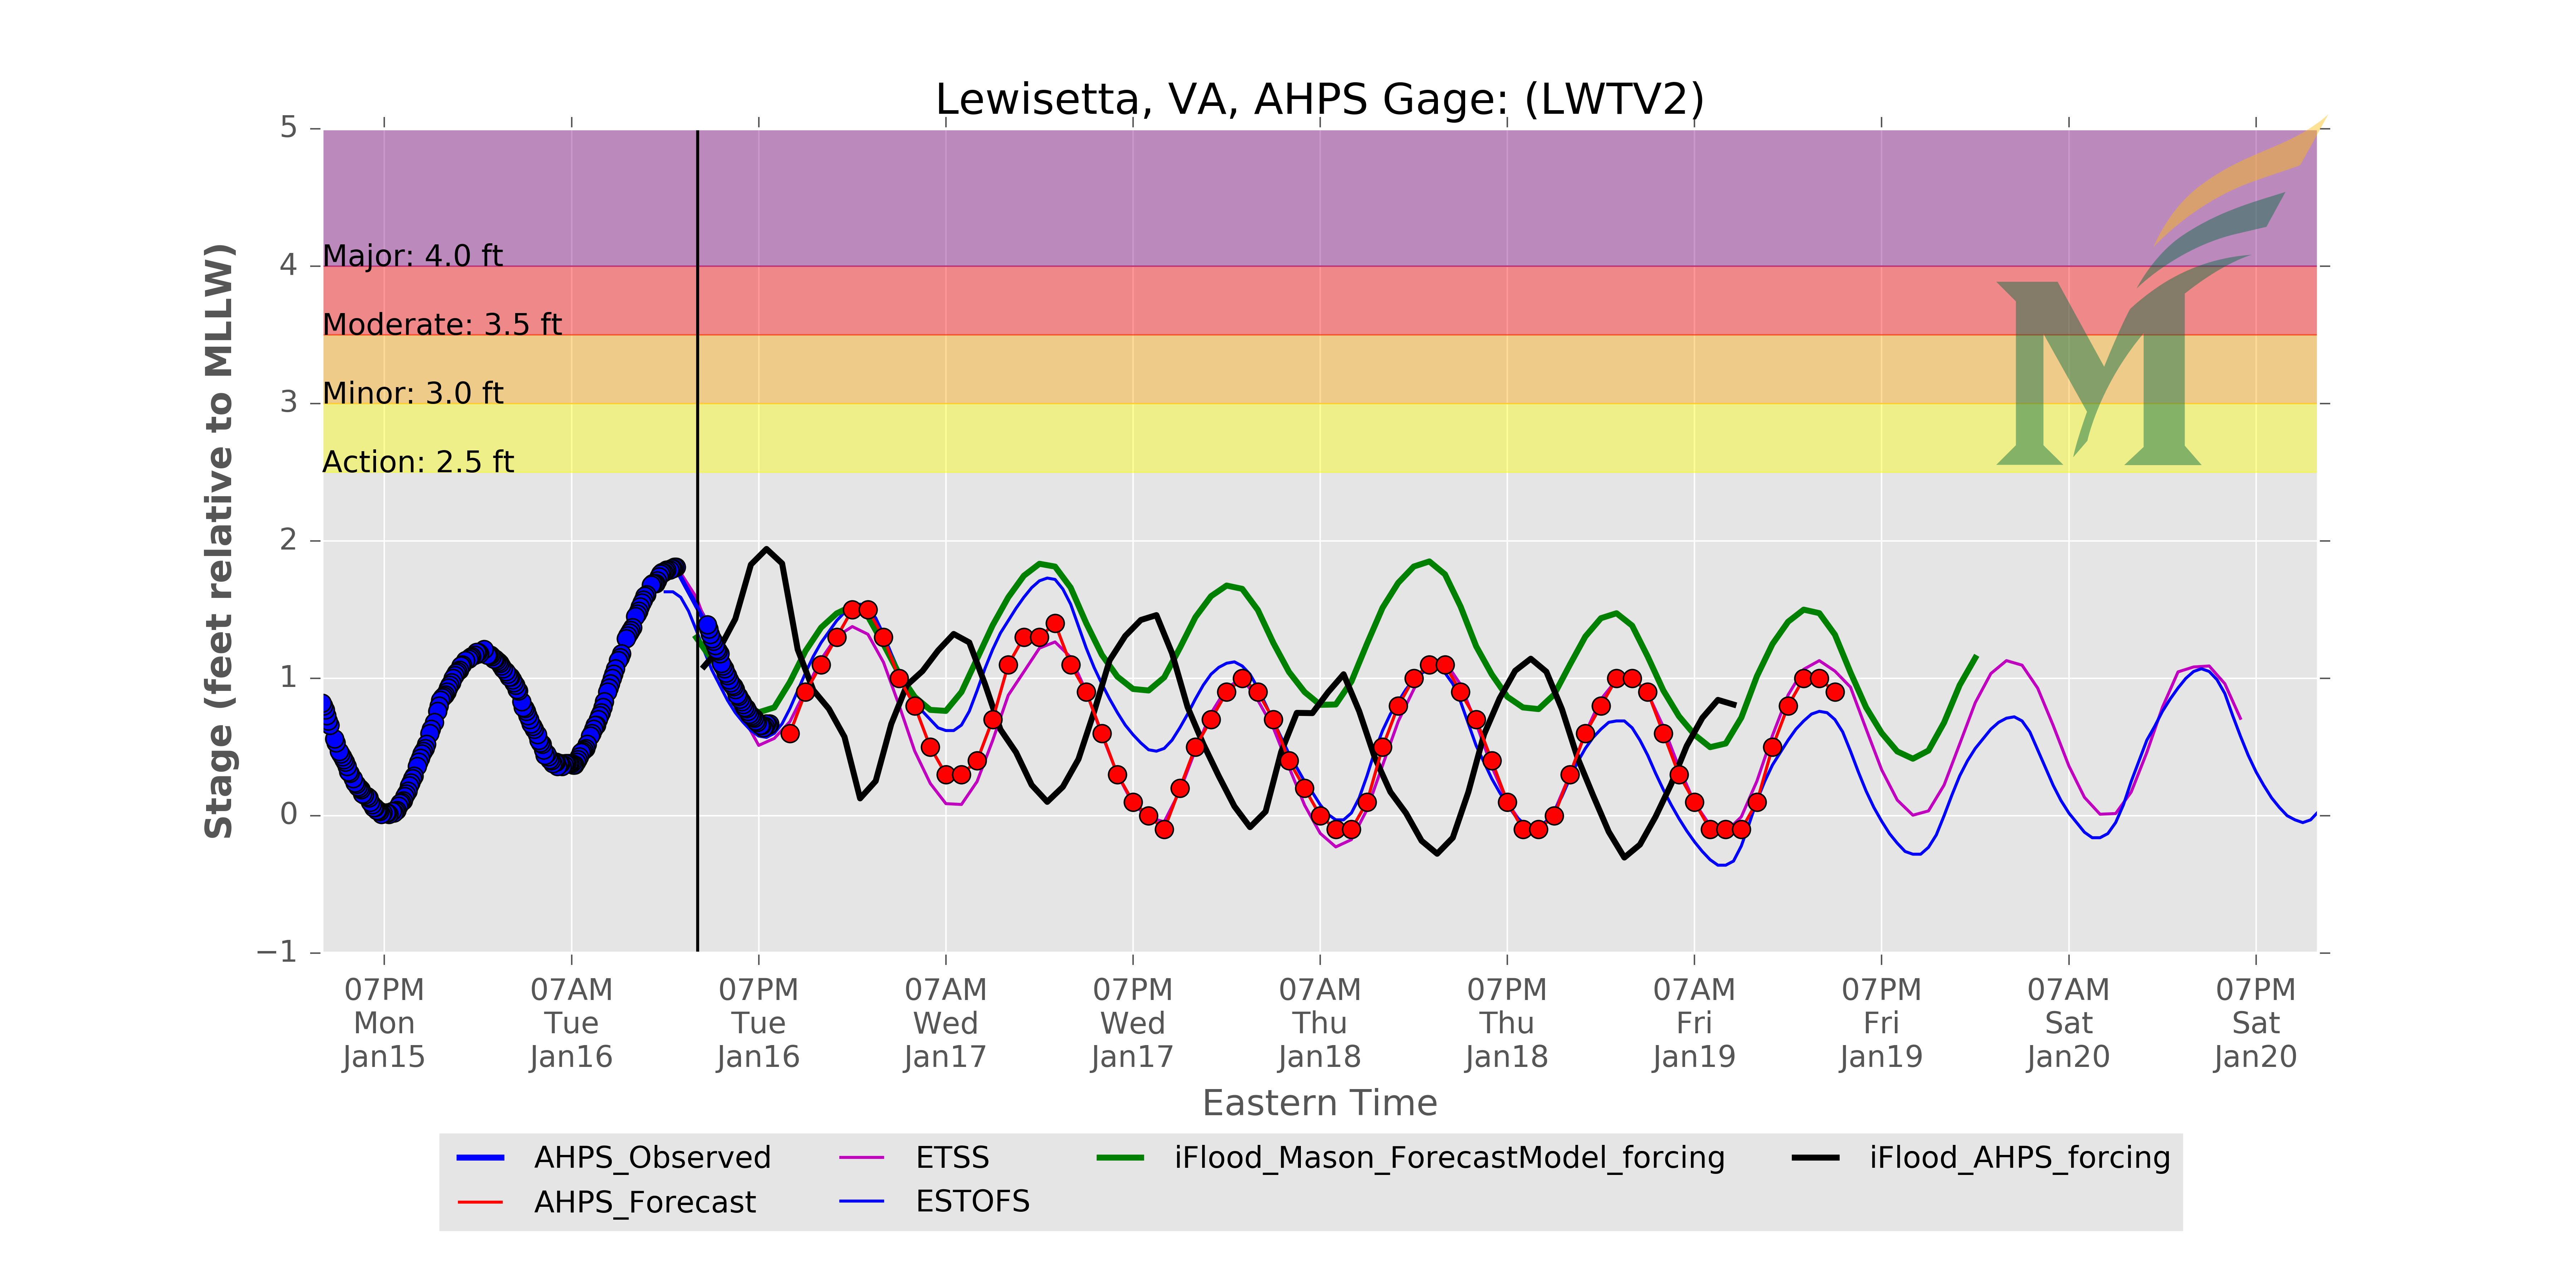 Lewisetta, VA, AHPS Gage: (LWTV2)
Stage (feet relative to MLLW)
5
4
3
2
1
0
−1
Major: 4.0 ft
Moderate: 3.5 ft
Minor: 3.0 ft
Action: 2.5 ft
M
07PM 07AM 07PM 07AM 07PM 07AM 07PM 07AM 07PM 07AM 07PM
Mon Tue Tue Wed Wed Thu Thu Fri Fri Sat Sat
Jan15 Jan16 Jan16 Jan17 Jan17 Jan18 Jan18 Jan19 Jan19 Jan20 Jan20
Eastern Time
AHPS_Observed ETSS iFlood_Mason_ForecastModel_forcing iFlood_AHPS_forcing
AHPS_Forecast ESTOFS